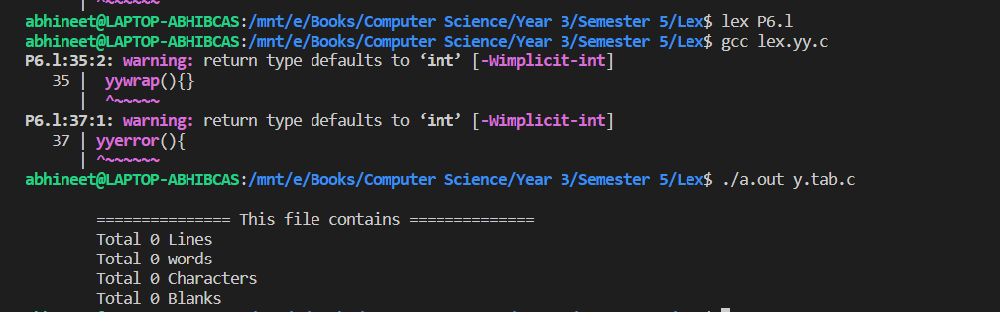 | ^~~~~~~
abhineet@LAPTOP-ABHIBCAS:/mnt/e/Books/Computer Science/Year 3/Semester 5/Lex$ lex P6.l
abhineet@LAPTOP-ABHIBCAS:/mnt/e/Books/Computer Science/Year 3/Semester 5/Lex$ gcc lex.yy.c
P6.l:35:2: warning: return type defaults to ‘int’ [-Wimplicit-int]
35 |  yywrap(){}
|  ^~~~~~
P6.l:37:1: warning: return type defaults to ‘int’ [-Wimplicit-int]
37 | yyerror(){
| ^~~~~~~
abhineet@LAPTOP-ABHIBCAS:/mnt/e/Books/Computer Science/Year 3/Semester 5/Lex$ ./a.out y.tab.c
=============== This file contains ==============
Total 0 Lines
Total 0 words
Total 0 Characters
Total 0 Blanks